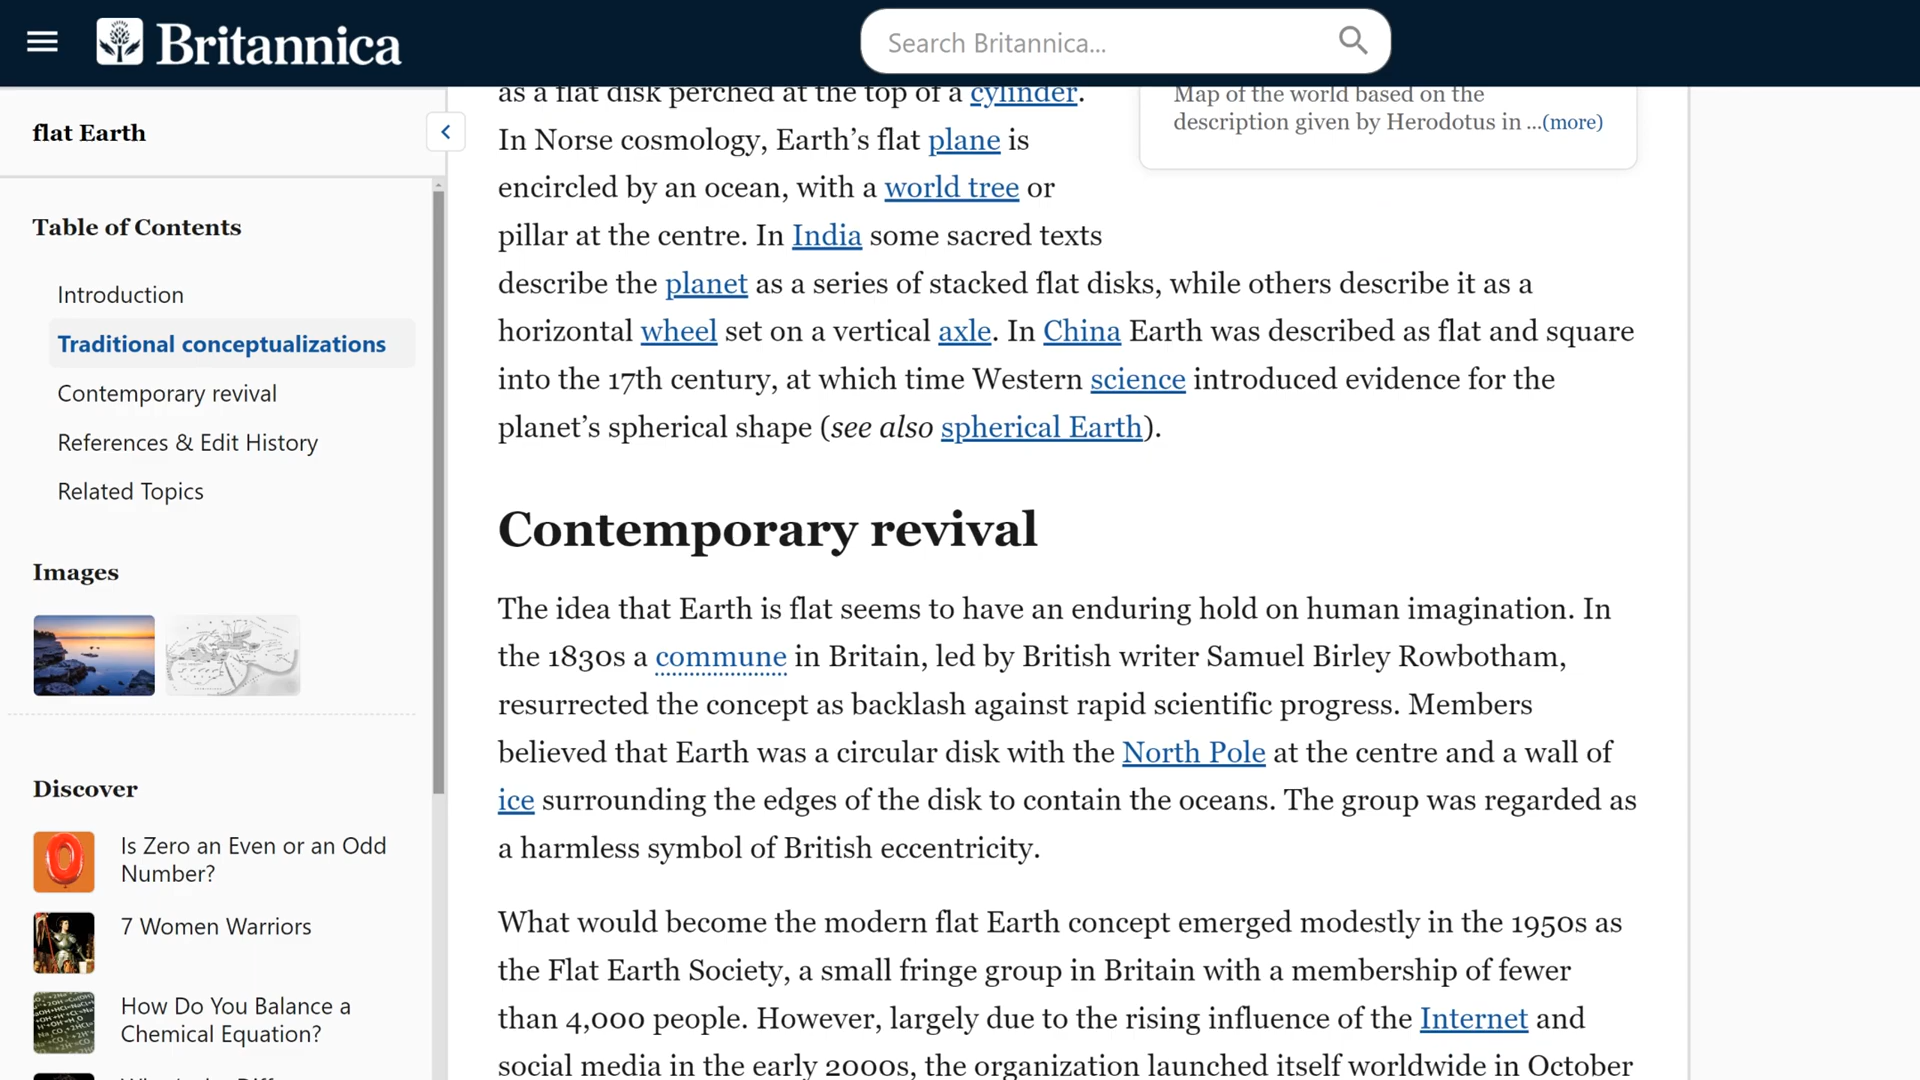 Britannica
Search Britannica...
flat Earth
Table of Contents
Introduction
Traditional conceptualizations
Contemporary revival
References & Edit History
Related Topics
Images
Discover
Is Zero an Even or an Odd
Number?
7 Women Warriors
How Do You Balance a
Chemical Equation?
as a flat disk perched at the top of a cylinder.
In Norse cosmology, Earth’s flat plane is
encircled by an ocean, with a world tree or
pillar at the centre. In India some sacred texts
describe the planet as a series of stacked flat disks, while others describe it as a
horizontal wheel set on a vertical axle. In China Earth was described as flat and square
into the 17th century, at which time Western science introduced evidence for the
planet’s spherical shape (see also spherical Earth).
Map of the world based on the
description given by Herodotus in ...(more)
Contemporary revival
The idea that Earth is flat seems to have an enduring hold on human imagination. In
the 1830s a commune in Britain, led by British writer Samuel Birley Rowbotham,
resurrected the concept as backlash against rapid scientific progress. Members
believed that Earth was a circular disk with the North Pole at the centre and a wall of
ice surrounding the edges of the disk to contain the oceans. The group was regarded as
a harmless symbol of British eccentricity.
What would become the modern flat Earth concept emerged modestly in the 1950s as
the Flat Earth Society, a small fringe group in Britain with a membership of fewer
than 4,000 people. However, largely due to the rising influence of the Internet and
social media in the early 2000s, the organization launched itself worldwide in October